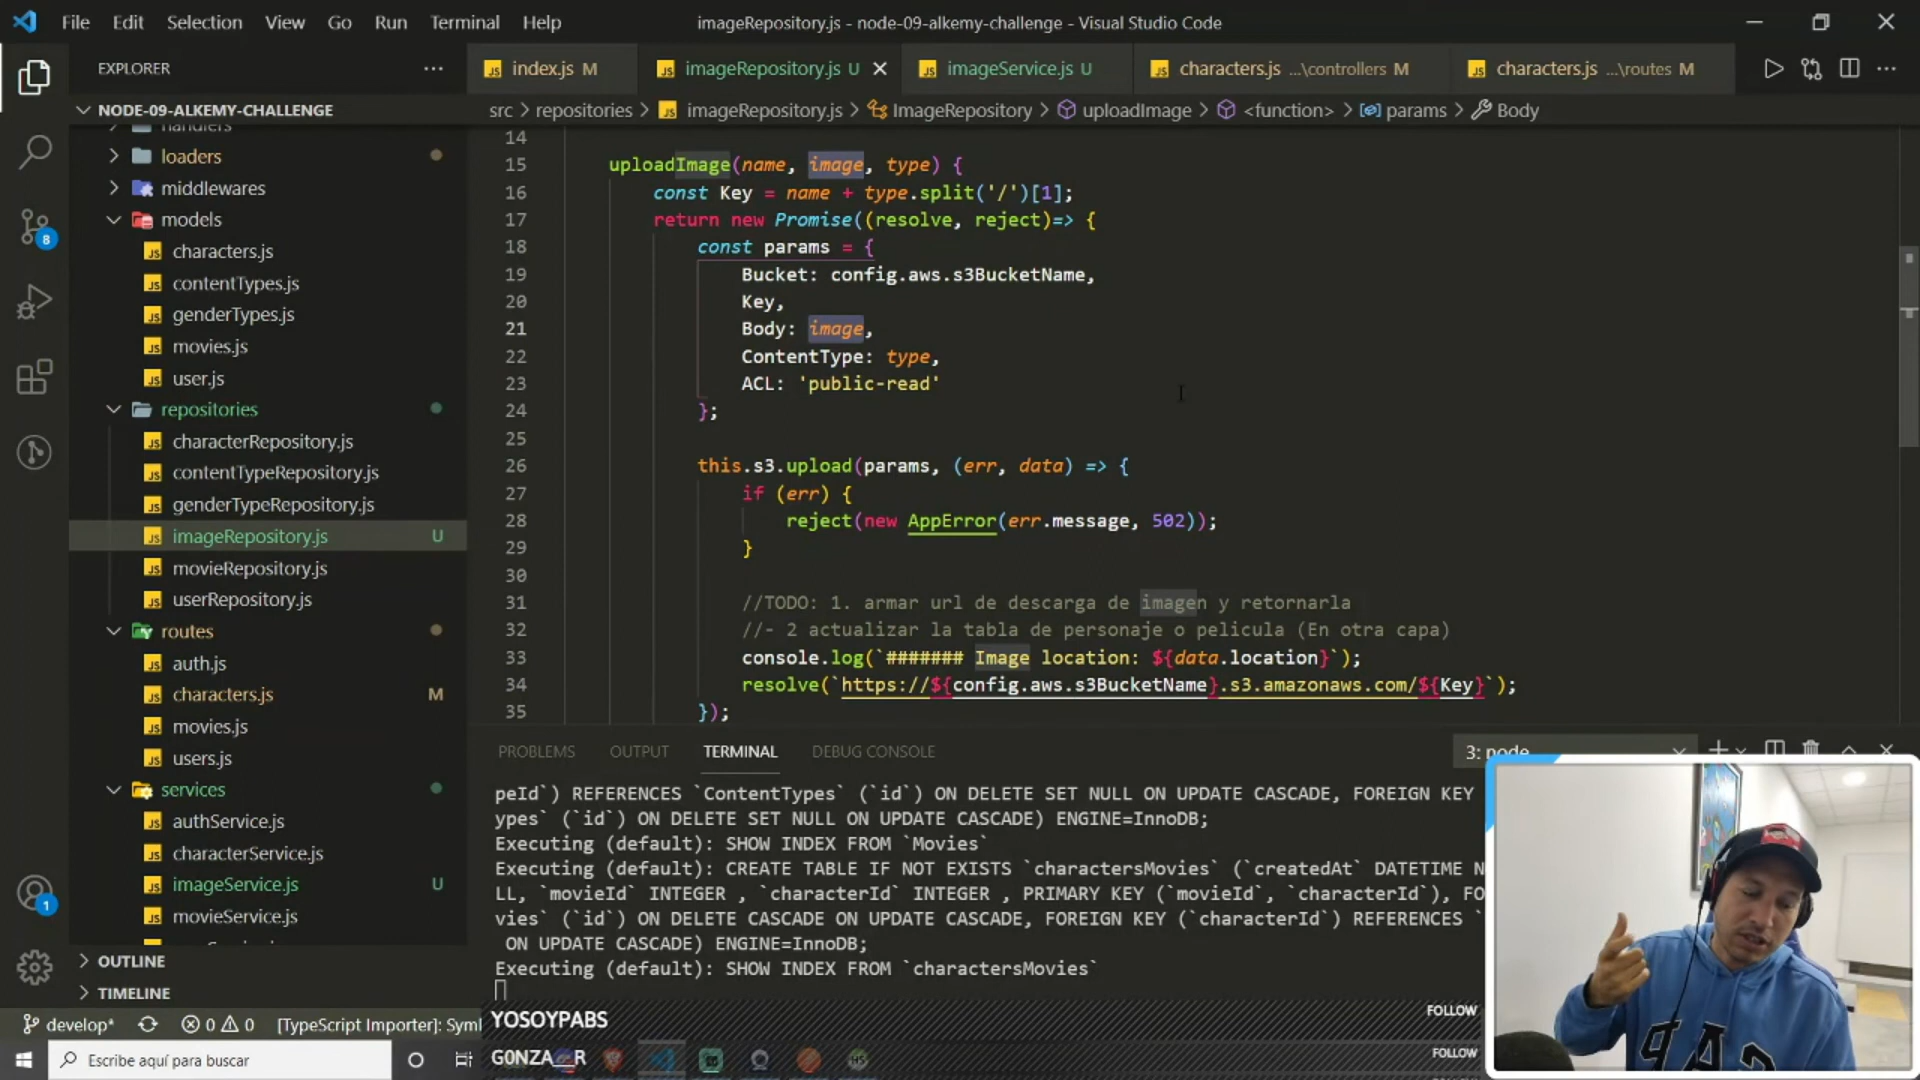 File Edit Selection View Go Run Terminal Help
imageRepository.js - node-09-alkemy-challenge - Visual Studio Code
EXPLORER
NODE-09-ALKEMY-CHALLENGE
handlers
loaders
middlewares
models
characters.js
contentTypes.js
genderTypes.js
movies.js
user.js
repositories
characterRepository.js
contentTypeRepository.js
genderTypeRepository.js
imageRepository.js U
movieRepository.js
userRepository.js
routes
auth.js
characters.js M
movies.js
users.js
services
authService.js
characterService.js
imageService.js U
movieService.js
OUTLINE
TIMELINE
8
1
index.js M
imageRepository.js U
imageService.js U
characters.js ...\controllers M
characters.js ...\routes M
src > repositories > imageRepository.js > ImageRepository > uploadImage > <function> > params > Body
14
15 uploadImage(name, image, type) {
16 const Key = name + type.split('/')[1];
17 return new Promise((resolve, reject)=> {
18 const params = {
19 Bucket: config.aws.s3BucketName,
20 Key,
21 Body: image,
22 ContentType: type,
23 ACL: 'public-read'
24 };
25
26 this.s3.upload(params, (err, data) => {
27 if (err) {
28 reject(new AppError(err.message, 502));
29 }
30
31 //TODO: 1. armar url de descarga de imagen y retornarla
32 //- 2 actualizar la tabla de personaje o pelicula (En otra capa)
33 console.log(`####### Image location: ${data.location}`);
34 resolve(`https://${config.aws.s3BucketName}.s3.amazonaws.com/${Key}`);
35 });
PROBLEMS OUTPUT TERMINAL DEBUG CONSOLE
3: node
peId`) REFERENCES `ContentTypes` (`id`) ON DELETE SET NULL ON UPDATE CASCADE, FOREIGN KEY
ypes` (`id`) ON DELETE SET NULL ON UPDATE CASCADE) ENGINE=InnoDB;
Executing (default): SHOW INDEX FROM `Movies`
Executing (default): CREATE TABLE IF NOT EXISTS `charactersMovies` (`createdAt` DATETIME N
LL, `movieId` INTEGER , `characterId` INTEGER , PRIMARY KEY (`movieId`, `characterId`), FO
vies` (`id`) ON DELETE CASCADE ON UPDATE CASCADE, FOREIGN KEY (`characterId`) REFERENCES `
ON UPDATE CASCADE) ENGINE=InnoDB;
Executing (default): SHOW INDEX FROM `charactersMovies`
YOSOYPABS FOLLOW
G0NZA__R FOLLOW
develop* 0 0 [TypeScript Importer]: Symb
Escribe aquí para buscar
HS
GAP